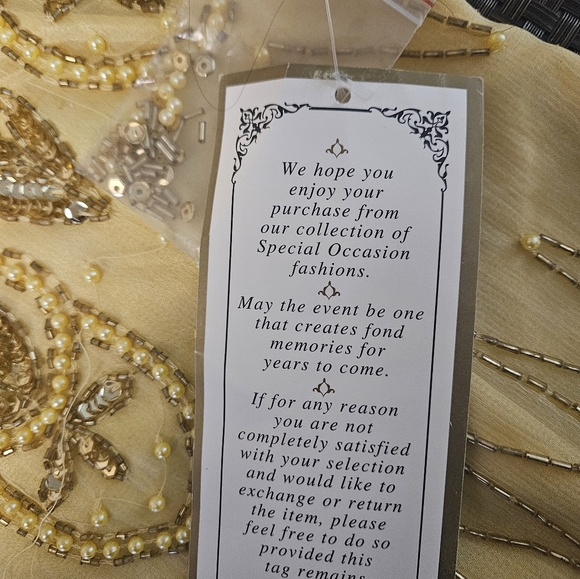 We hope you
enjoy your
purchase from
our collection of
Special Occasion
fashions.
May the event be one
that creates fond
memories for
years to come.
If for any reason
you are not
completely satisfied
with your selection
and would like to
exchange or return
the item, please
feel free to do so
provided this
tag remains